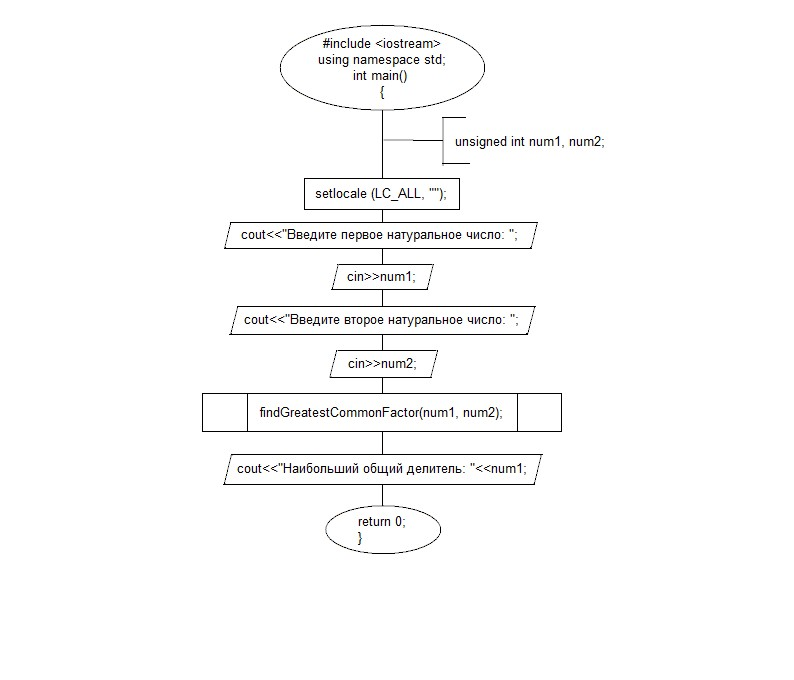 #include <iostream>
using namespace std;
int main()
{
unsigned int num1, num2;
setlocale (LC_ALL, "");
cout<<"Введите первое натуральное число: ";
cin>>num1;
cout<<"Введите второе натуральное число: ";
cin>>num2;
findGreatestCommonFactor(num1, num2);
cout<<"Наибольший общий делитель: "<<num1;
return 0;
}